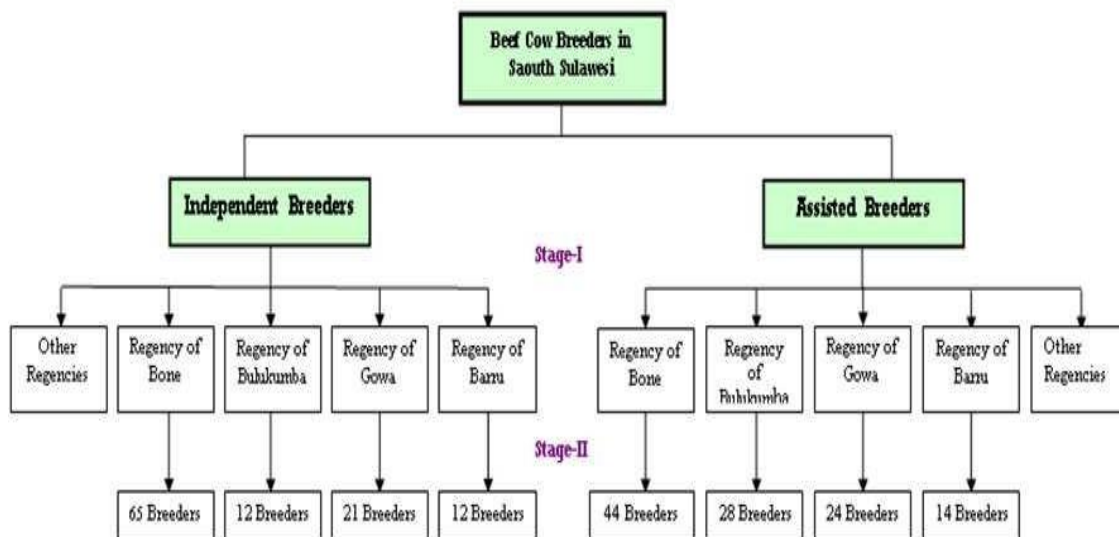 Beef Cow Breeders in
Saouth Sulawesi
Independent Breeders
Assisted Breeders
Stage-I
Other
Regencies
Regency of
Bone
Regency of
Bulukumba
Regency of
Gowa
Regency of
Barru
Regency of
Bone
Regrency
of
Bulukumba
Regency of
Gowa
Regency of
Barru
Other
Regencies
Stage-II
65 Breeders
12 Breeders
21 Breeders
12 Breeders
44 Breeders
28 Breeders
24 Breeders
14 Breeders